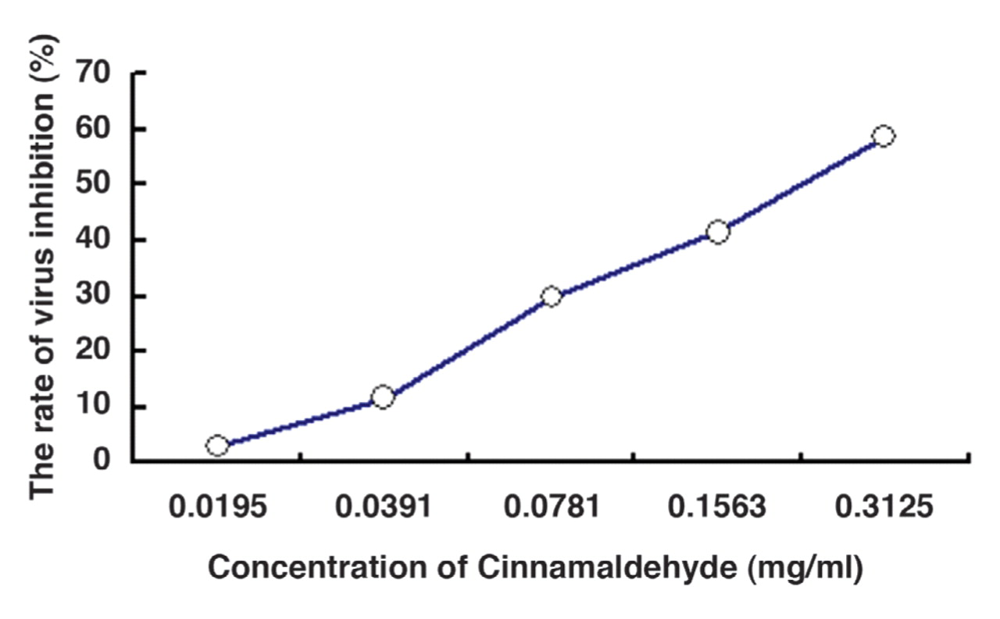 The rate of virus inhibition (%)
70
60
50
40
30
20
10
0
0.0195 0.0391 0.0781 0.1563 0.3125
Concentration of Cinnamaldehyde (mg/ml)